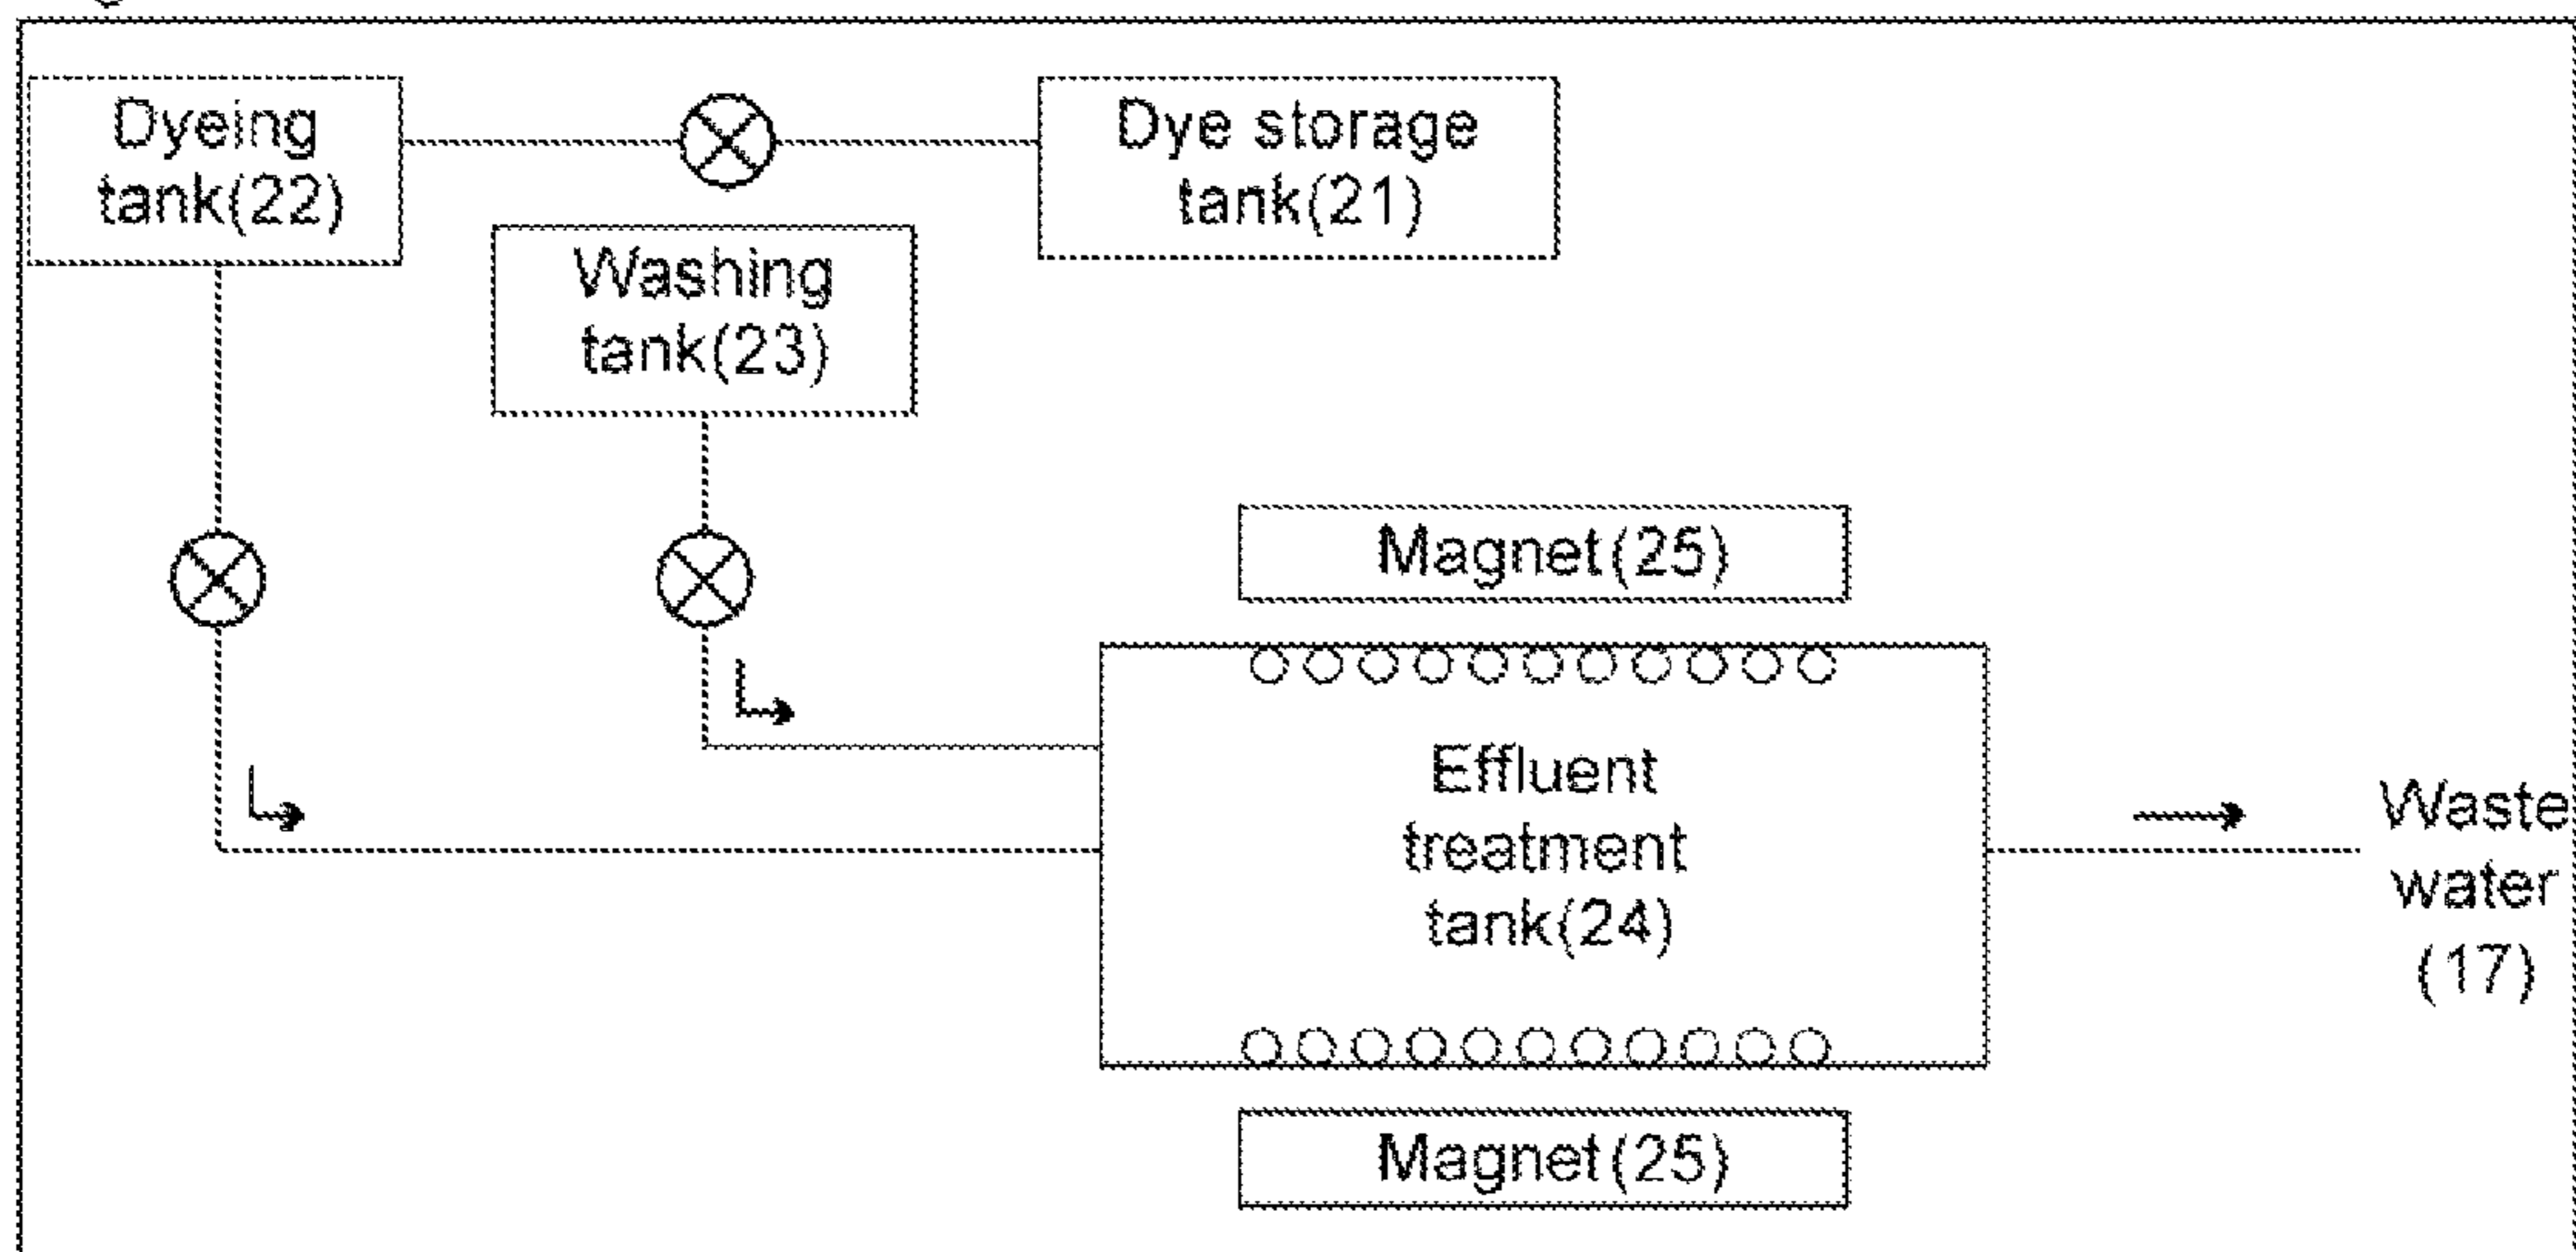 Dyeing
tank(22)
Dye storage
tank(21)
Washing
tank(23)
Magnet(25)
Effluent
treatment
tank(24)
Waste
water
(17)
Magnet(25)